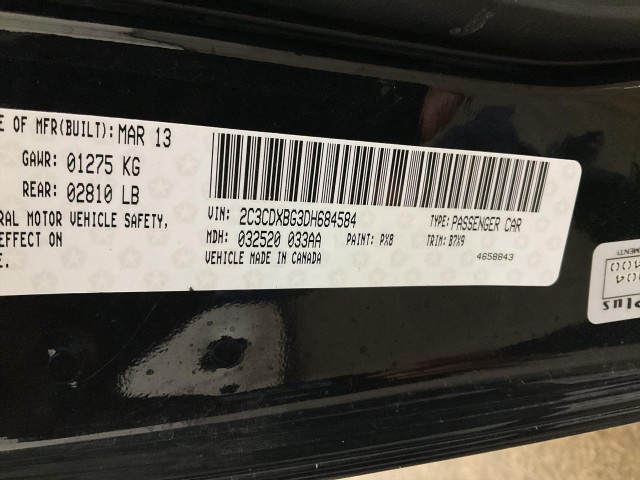 E OF MFR(BUILT): MAR 13
GAWR: 01275 KG
REAR: 02810 LB
RAL MOTOR VEHICLE SAFETY,
EFFECT ON
E.
VIN: 2C3CDXBG3DH684584
TYPE: PASSENGER CAR
MDH: 032520 033AA
PAINT: PX8
TRIM: B7X9
VEHICLE MADE IN CANADA
4658843
Plus